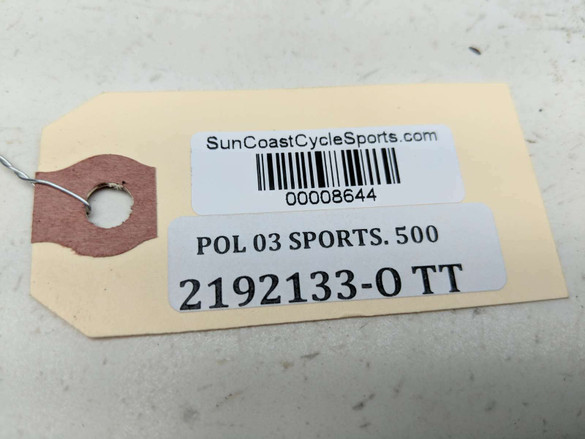 SunCoastCycleSports.com
00008644
POL 03 SPORTS. 500
2192133-O TT